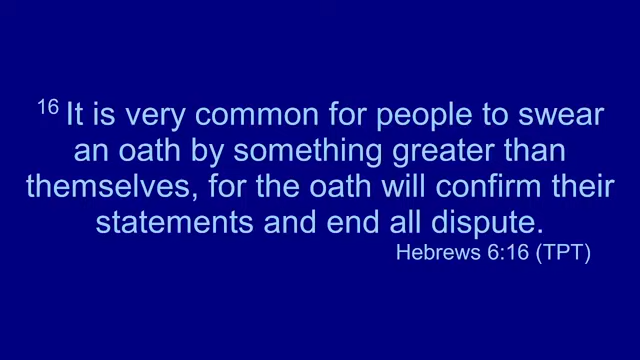 16 It is very common for people to swear
an oath by something greater than
themselves, for the oath will confirm their
statements and end all dispute.
Hebrews 6:16 (TPT)